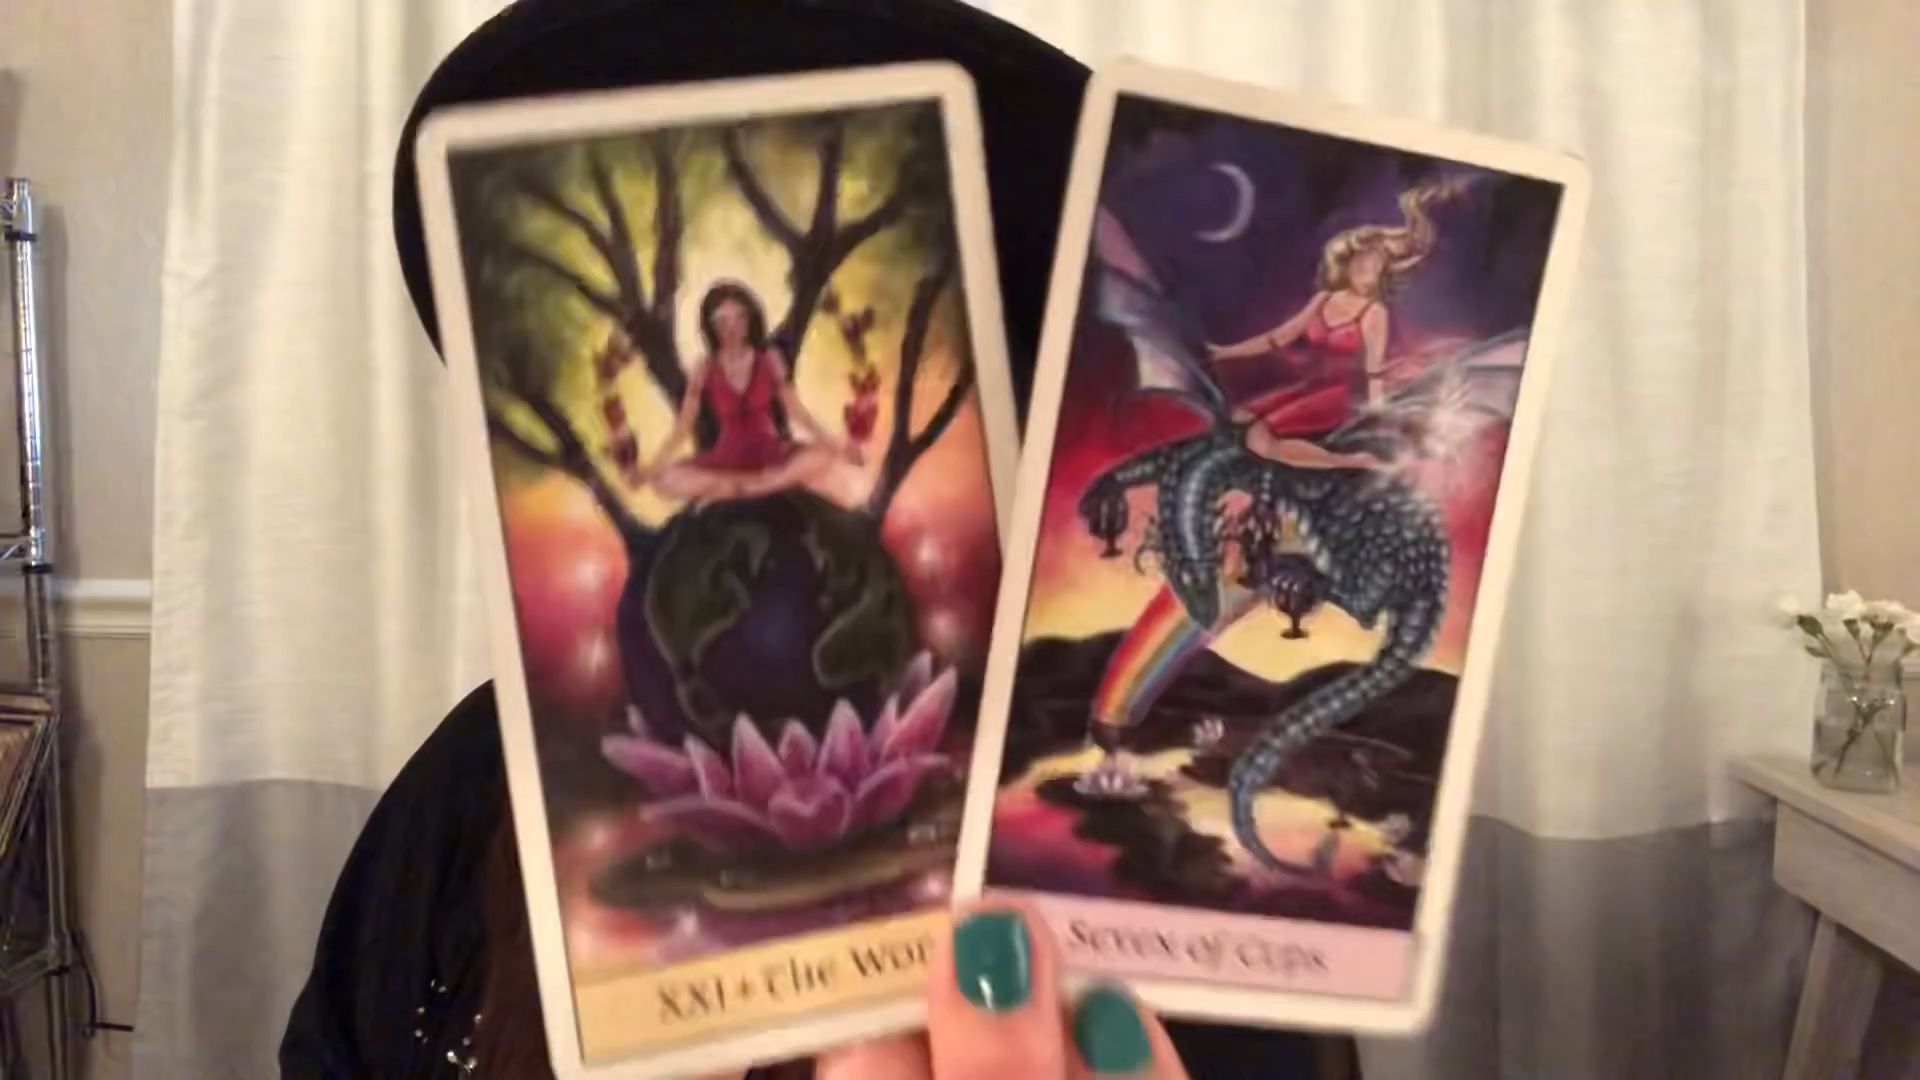 XXI + The Wor
Seven of Cups